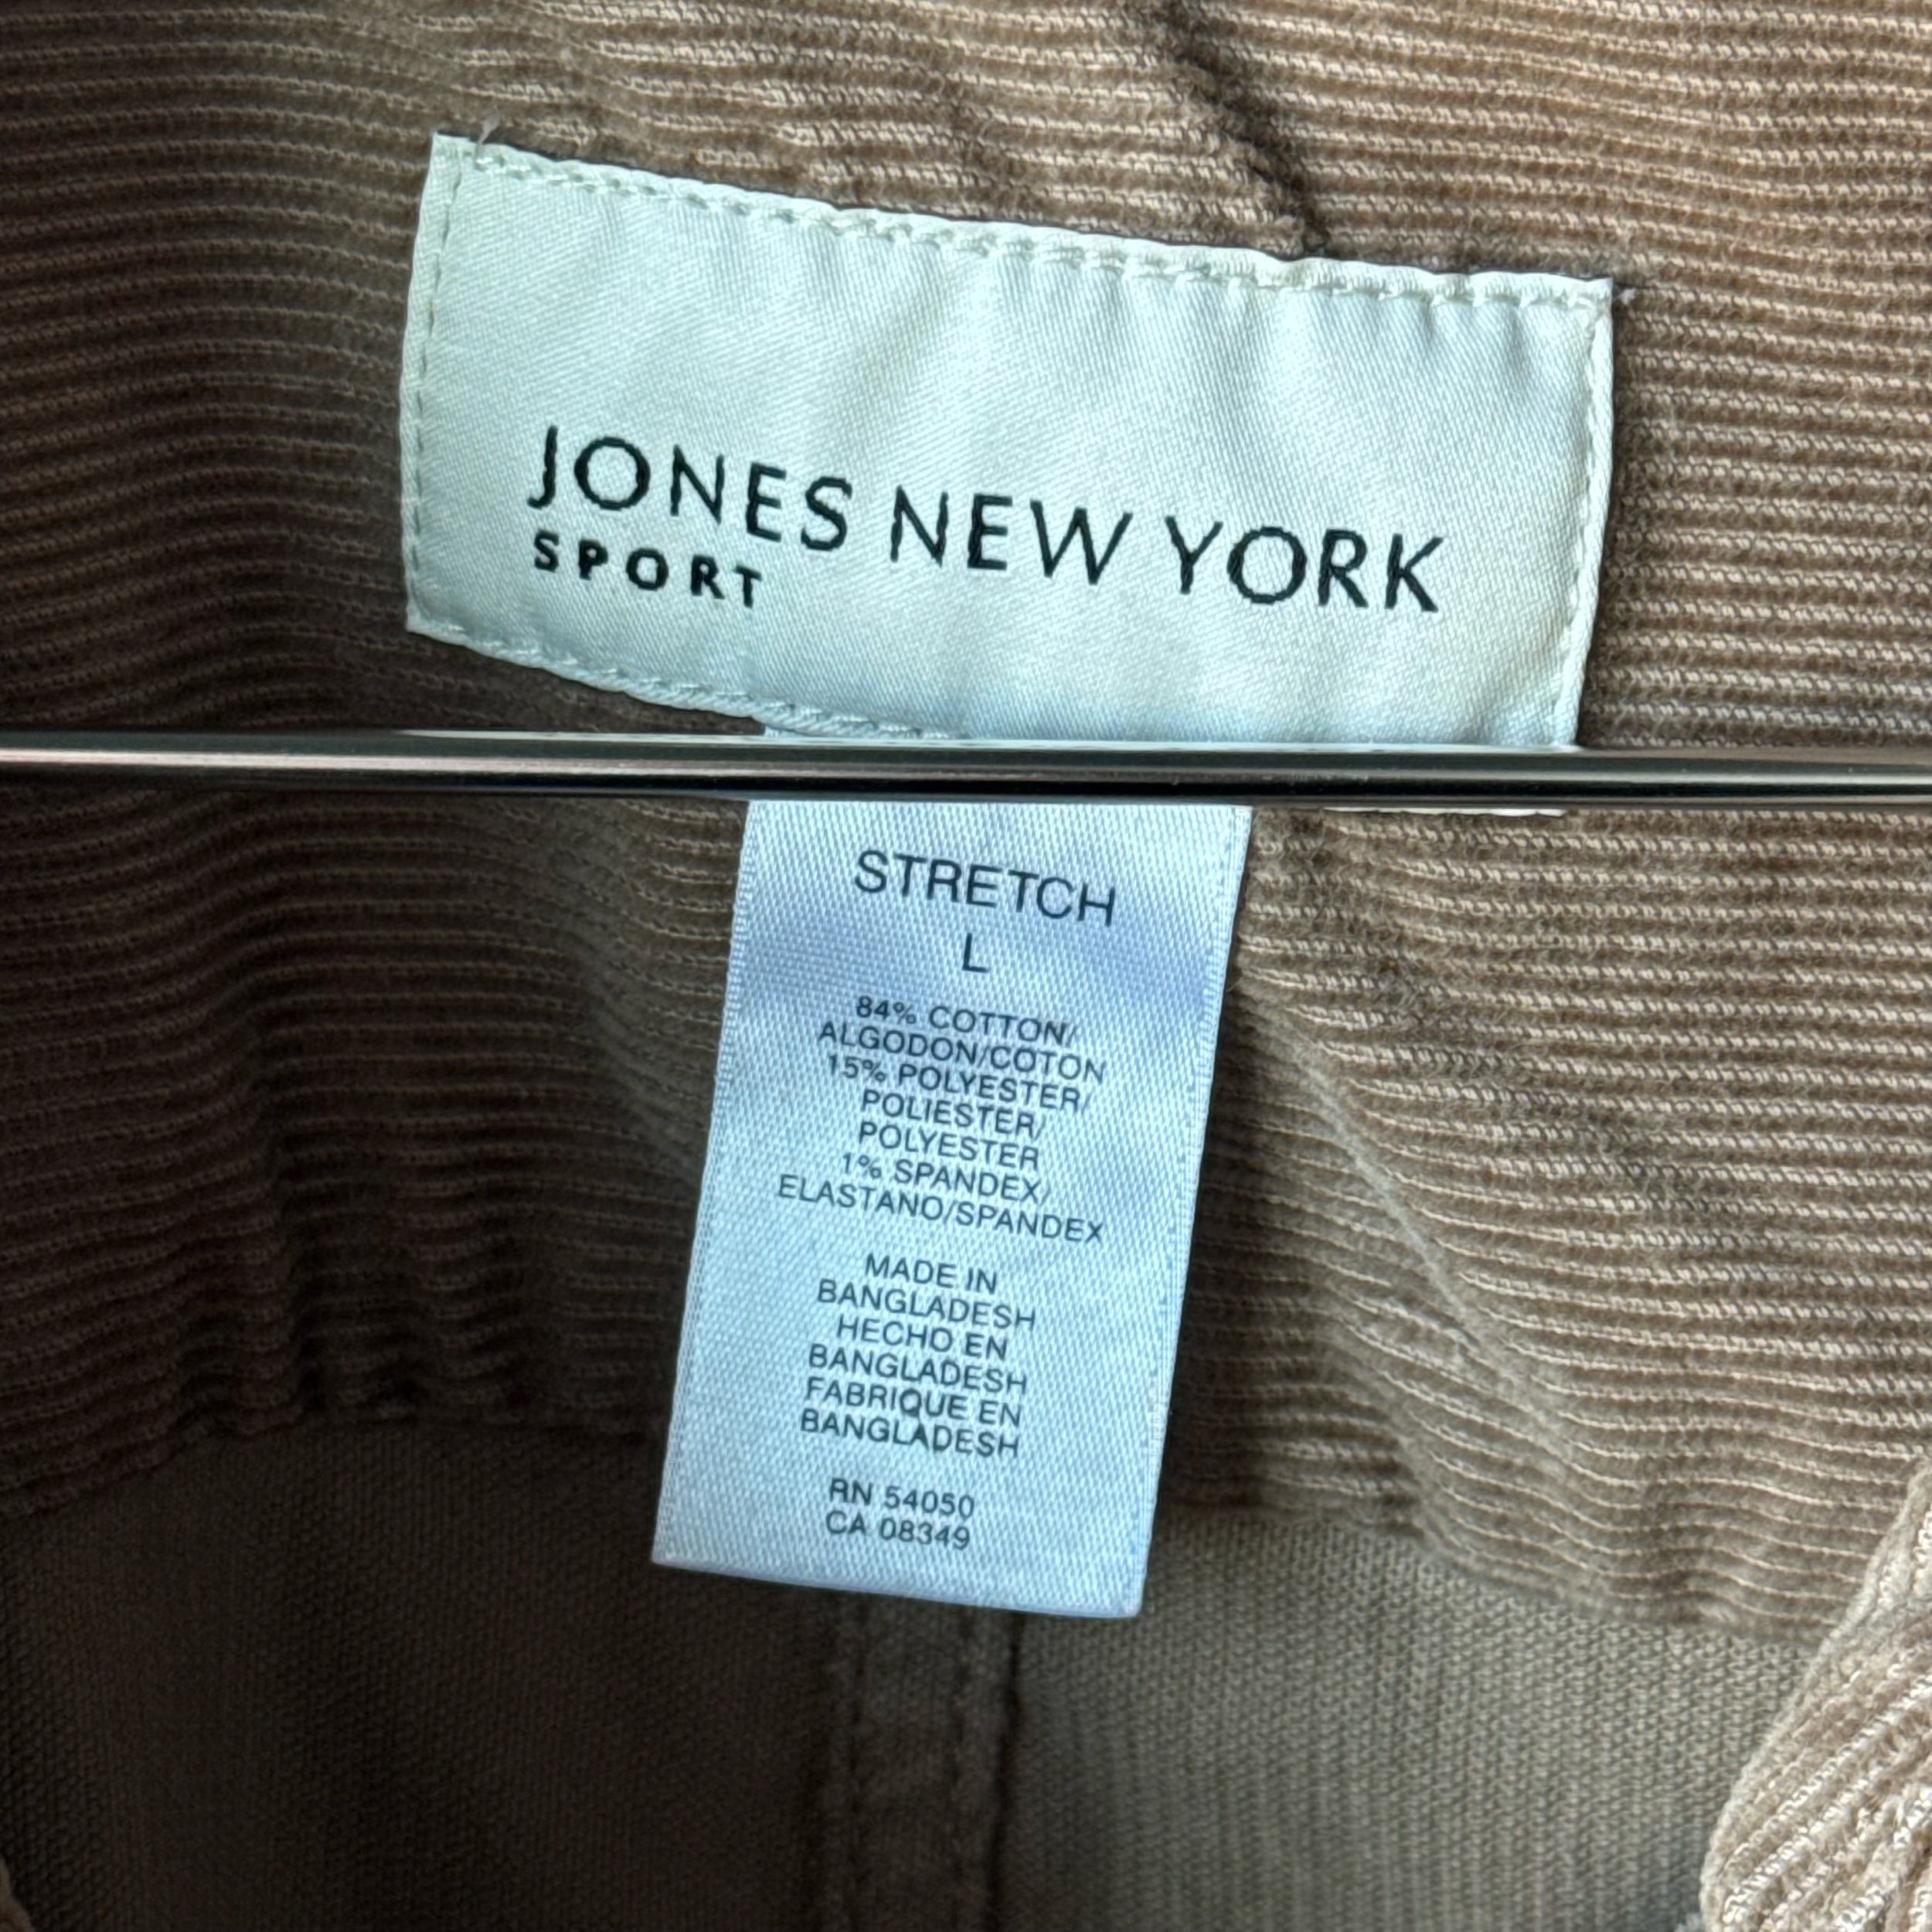 JONES NEW YORK
SPORT
STRETCH
L
84% COTTON/
ALGODON/COTON
15% POLYESTER/
POLIESTER/
POLYESTER
1% SPANDEX/
ELASTANO/SPANDEX
MADE IN
BANGLADESH
HECHO EN
BANGLADESH
FABRIQUE EN
BANGLADESH
RN 54050
CA 08349